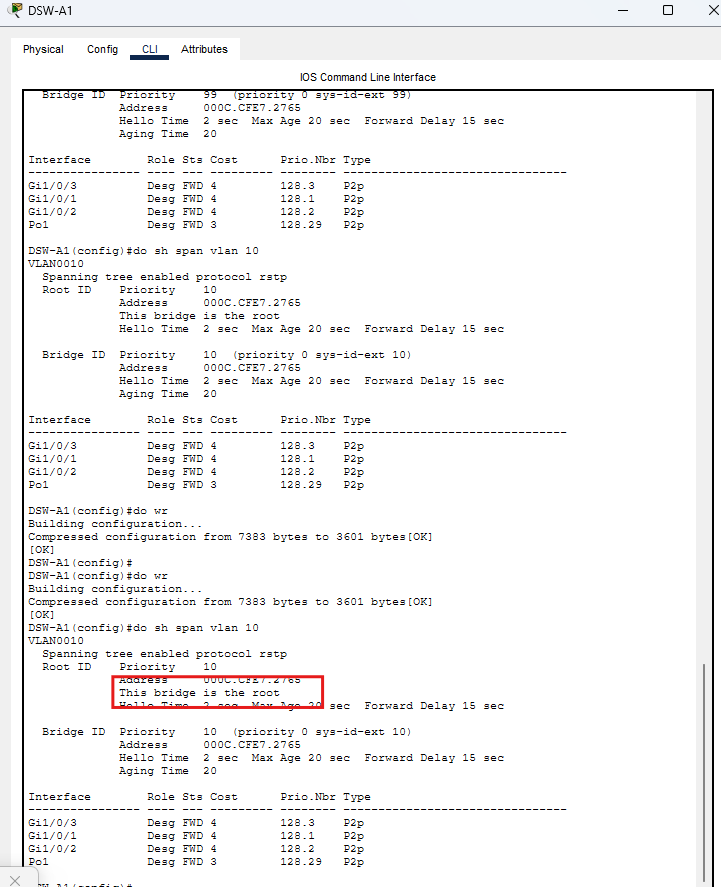 DSW-A1
Physical Config CLI Attributes
IOS Command Line Interface
Bridge ID Priority 99 (priority 0 sys-id-ext 99)
Address 000C.CFE7.2765
Hello Time 2 sec Max Age 20 sec Forward Delay 15 sec
Aging Time 20
Interface Role Sts Cost Prio.Nbr Type
---------------- ---- --- --------- -------- --------------------------------
Gi1/0/3 Desg FWD 4 128.3 P2p
Gi1/0/1 Desg FWD 4 128.1 P2p
Gi1/0/2 Desg FWD 4 128.2 P2p
Po1 Desg FWD 3 128.29 P2p
DSW-A1(config)#do sh span vlan 10
VLAN0010
Spanning tree enabled protocol rstp
Root ID Priority 10
Address 000C.CFE7.2765
This bridge is the root
Hello Time 2 sec Max Age 20 sec Forward Delay 15 sec
Bridge ID Priority 10 (priority 0 sys-id-ext 10)
Address 000C.CFE7.2765
Hello Time 2 sec Max Age 20 sec Forward Delay 15 sec
Aging Time 20
Interface Role Sts Cost Prio.Nbr Type
---------------- ---- --- --------- -------- --------------------------------
Gi1/0/3 Desg FWD 4 128.3 P2p
Gi1/0/1 Desg FWD 4 128.1 P2p
Gi1/0/2 Desg FWD 4 128.2 P2p
Po1 Desg FWD 3 128.29 P2p
DSW-A1(config)#do wr
Building configuration...
Compressed configuration from 7383 bytes to 3601 bytes[OK]
[OK]
DSW-A1(config)#
DSW-A1(config)#do wr
Building configuration...
Compressed configuration from 7383 bytes to 3601 bytes[OK]
[OK]
DSW-A1(config)#do sh span vlan 10
VLAN0010
Spanning tree enabled protocol rstp
Root ID Priority 10
Address 000C.CFE7.2765
This bridge is the root
Hello Time 2 sec Max Age 20 sec Forward Delay 15 sec
Bridge ID Priority 10 (priority 0 sys-id-ext 10)
Address 000C.CFE7.2765
Hello Time 2 sec Max Age 20 sec Forward Delay 15 sec
Aging Time 20
Interface Role Sts Cost Prio.Nbr Type
---------------- ---- --- --------- -------- --------------------------------
Gi1/0/3 Desg FWD 4 128.3 P2p
Gi1/0/1 Desg FWD 4 128.1 P2p
Gi1/0/2 Desg FWD 4 128.2 P2p
Po1 Desg FWD 3 128.29 P2p
DSW-A1(config)#